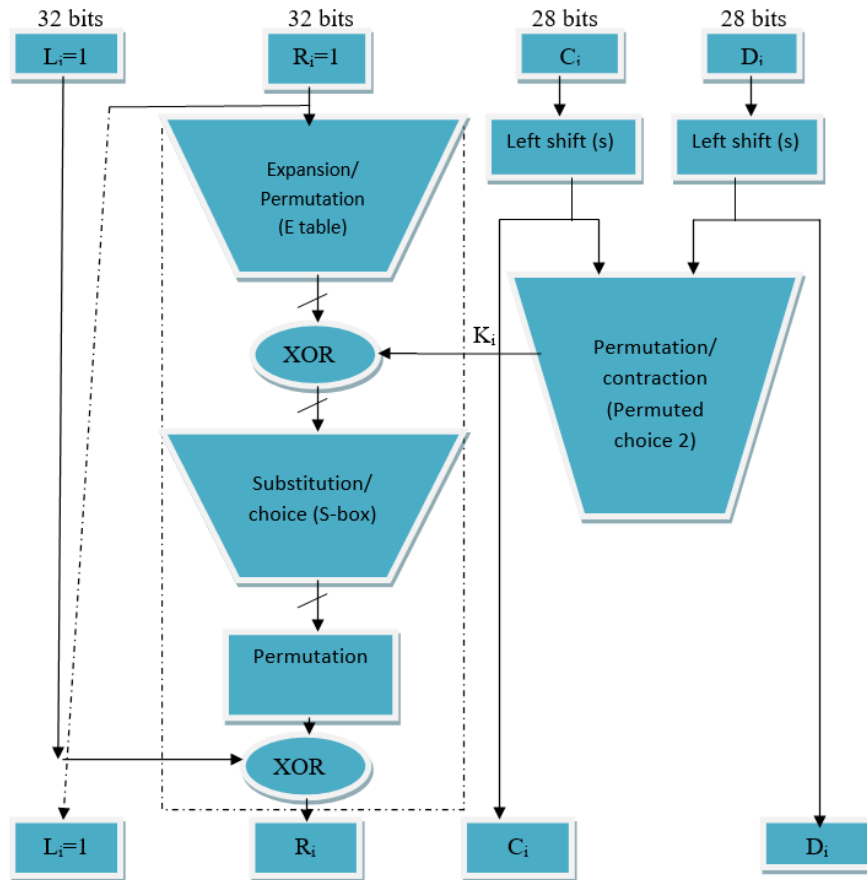 32 bits
32 bits
28 bits
28 bits
Lᵢ=1
Rᵢ=1
Cᵢ
Dᵢ
Left shift (s)
Left shift (s)
Expansion/
Permutation
(E table)
XOR
Kᵢ
Permutation/
contraction
(Permuted
choice 2)
Substitution/
choice (S-box)
Permutation
XOR
Lᵢ=1
Rᵢ
Cᵢ
Dᵢ